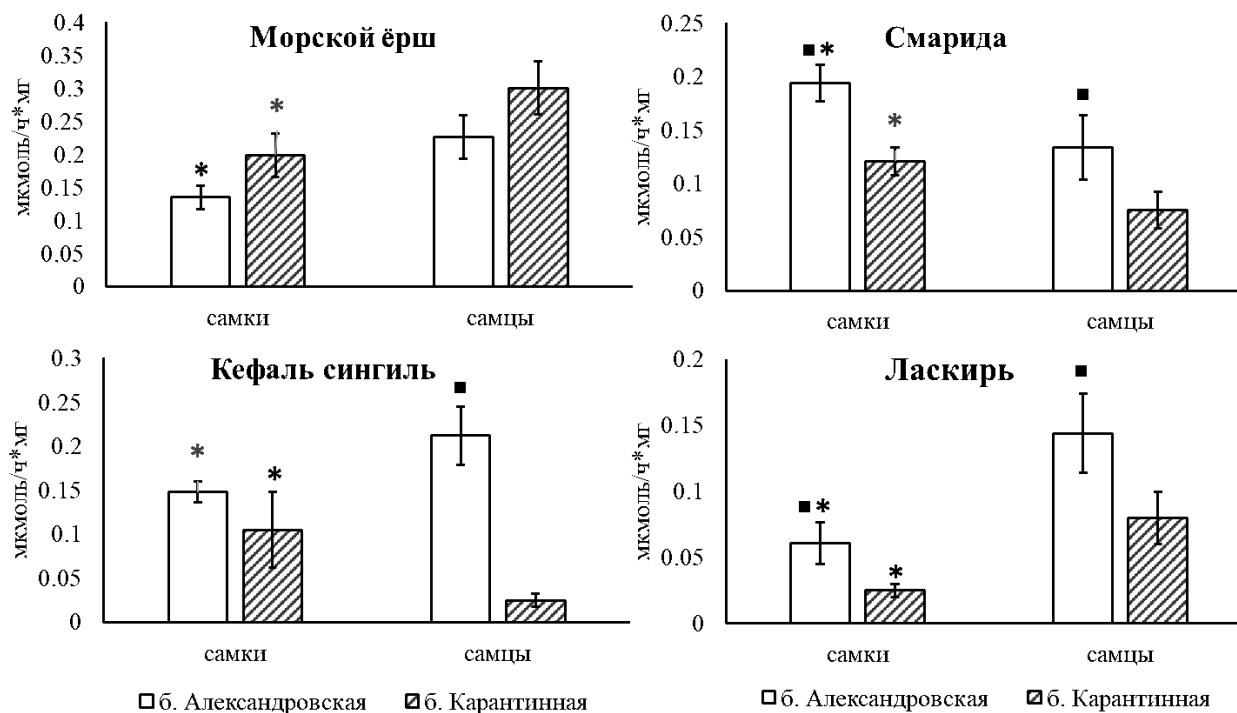 Морской ёрш
мкмоль/ч*мг
0.4
0.35
0.3
0.25
0.2
0.15
0.1
0.05
0
*
*
самки
самцы
Смарида
мкмоль/ч*мг
0.25
0.2
0.15
0.1
0.05
0
■ *
*
■
самки
самцы
Кефаль сингиль
мкмоль/ч*мг
0.3
0.25
0.2
0.15
0.1
0.05
0
*
*
■
самки
самцы
Ласкирь
мкмоль/ч*мг
0.2
0.15
0.1
0.05
0
■ *
*
■
самки
самцы
б. Александровская б. Карантинная
б. Александровская б. Карантинная